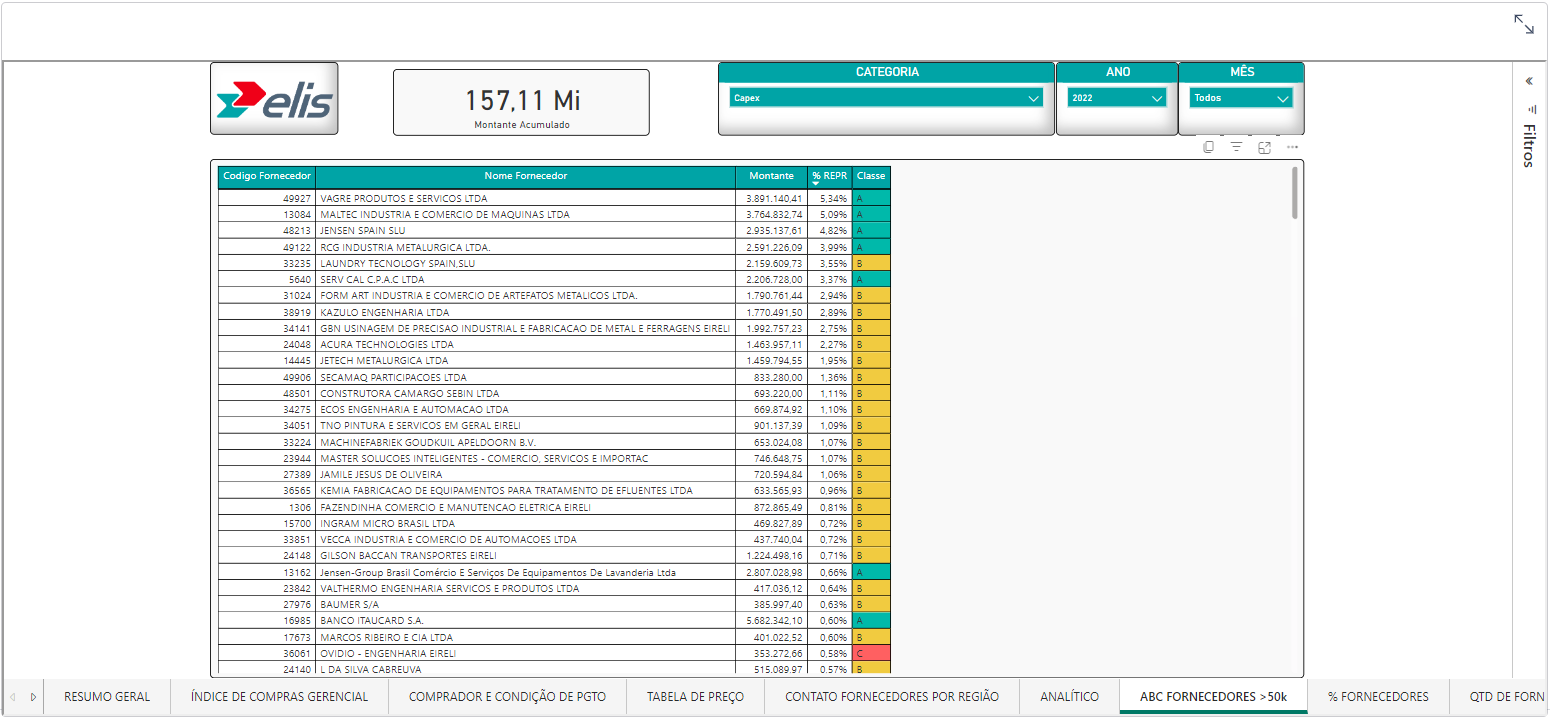 elis
157,11 Mi
Montante Acumulado
CATEGORIA
Capex
ANO
2022
MÊS
Todos
Filtros
Codigo Fornecedor Nome Fornecedor Montante % REPR Classe
49927 VAGRE PRODUTOS E SERVICOS LTDA 3.891.140,41 5,34% A
13084 MALTEC INDUSTRIA E COMERCIO DE MAQUINAS LTDA 3.764.832,74 5,09% A
48213 JENSEN SPAIN SLU 2.935.137,61 4,82% A
49122 RCG INDUSTRIA METALURGICA LTDA. 2.591.226,09 3,99% A
33235 LAUNDRY TECNOLOGY SPAIN,SLU 2.159.609,73 3,55% B
5640 SERV CAL C.P.A.C LTDA 2.206.728,00 3,37% A
31024 FORM ART INDUSTRIA E COMERCIO DE ARTEFATOS METALICOS LTDA. 1.790.761,44 2,94% B
38919 KAZULO ENGENHARIA LTDA 1.770.491,50 2,89% B
34141 GBN USINAGEM DE PRECISAO INDUSTRIAL E FABRICACAO DE METAL E FERRAGENS EIRELI 1.992.757,23 2,75% B
24048 ACURA TECHNOLOGIES LTDA 1.463.957,11 2,27% B
14445 JETECH METALURGICA LTDA 1.459.794,55 1,95% B
49906 SECAMAQ PARTICIPACOES LTDA 833.280,00 1,36% B
48501 CONSTRUTORA CAMARGO SEBIN LTDA 693.220,00 1,11% B
34275 ECOS ENGENHARIA E AUTOMACAO LTDA 669.874,92 1,10% B
34051 TNO PINTURA E SERVICOS EM GERAL EIRELI 901.137,39 1,09% B
33224 MACHINEFABRIEK GOUDKUIL APELDOORN B.V. 653.024,08 1,07% B
23944 MASTER SOLUCOES INTELIGENTES - COMERCIO, SERVICOS E IMPORTAC 746.648,75 1,07% B
27389 JAMILE JESUS DE OLIVEIRA 720.594,84 1,06% B
36565 KEMIA FABRICACAO DE EQUIPAMENTOS PARA TRATAMENTO DE EFLUENTES LTDA 633.565,93 0,96% B
1306 FAZENDINHA COMERCIO E MANUTENCAO ELETRICA EIRELI 872.865,49 0,81% B
15700 INGRAM MICRO BRASIL LTDA 469.827,89 0,72% B
33851 VECCA INDUSTRIA E COMERCIO DE AUTOMACOES LTDA 437.740,04 0,72% B
24148 GILSON BACCAN TRANSPORTES EIRELI 1.224.498,16 0,71% B
13162 Jensen-Group Brasil Comércio E Serviços De Equipamentos De Lavanderia Ltda 2.807.028,98 0,66% A
23842 VALTHERMO ENGENHARIA SERVICOS E PRODUTOS LTDA 417.036,12 0,64% B
27976 BAUMER S/A 385.997,40 0,63% B
16985 BANCO ITAUCARD S.A. 5.682.342,10 0,60% A
17673 MARCOS RIBEIRO E CIA LTDA 401.022,52 0,60% B
36061 OVIDIO - ENGENHARIA EIRELI 353.272,66 0,58% C
24140 L DA SILVA CABREUVA 515.089,97 0,57% B
RESUMO GERAL ÍNDICE DE COMPRAS GERENCIAL COMPRADOR E CONDIÇÃO DE PGTO TABELA DE PREÇO CONTATO FORNECEDORES POR REGIÃO ANALÍTICO ABC FORNECEDORES >50k % FORNECEDORES QTD DE FORN